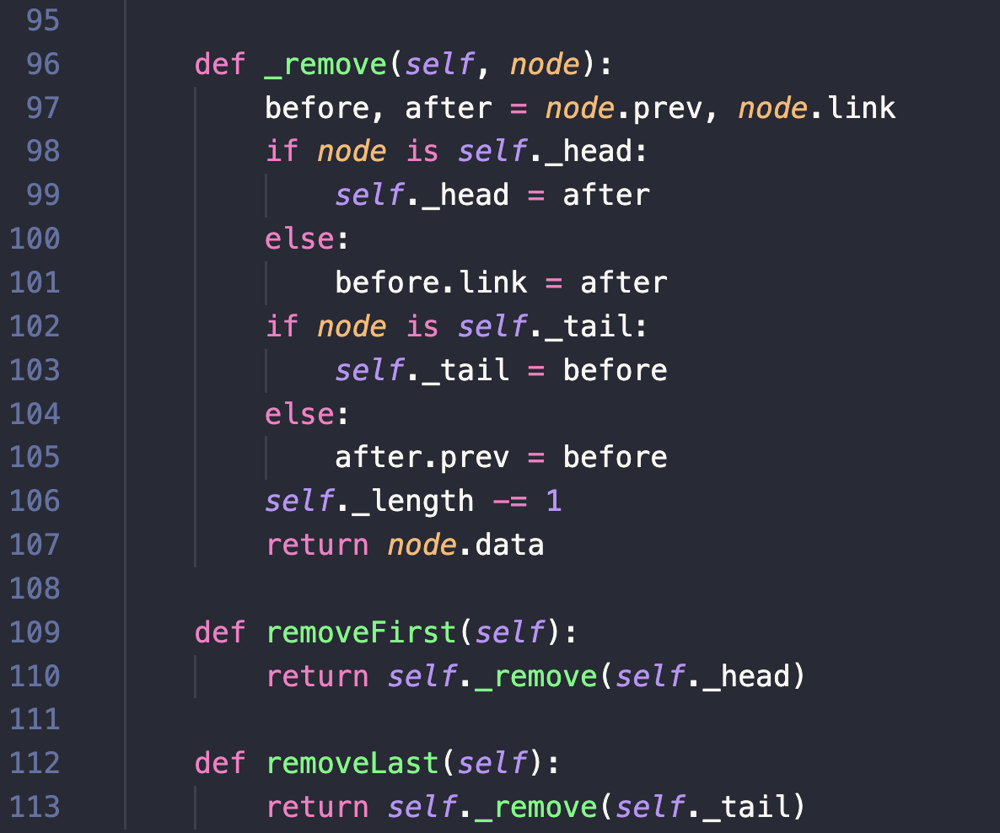 95
96 def _remove(self, node):
97 before, after = node.prev, node.link
98 if node is self._head:
99 self._head = after
100 else:
101 before.link = after
102 if node is self._tail:
103 self._tail = before
104 else:
105 after.prev = before
106 self._length -= 1
107 return node.data
108
109 def removeFirst(self):
110 return self._remove(self._head)
111
112 def removeLast(self):
113 return self._remove(self._tail)